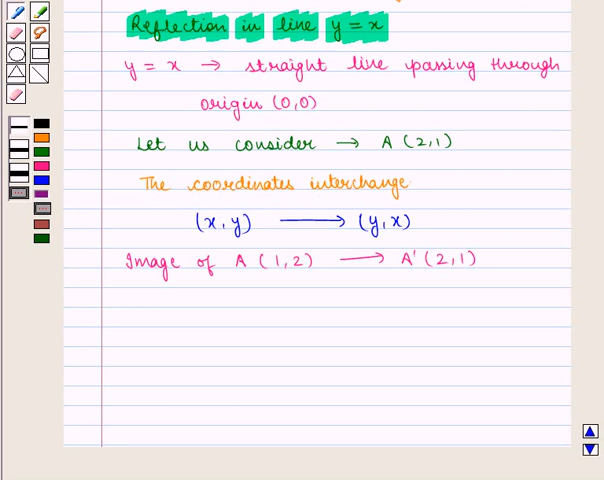 Reflection in line y = x
y = x → straight line passing through
origin (0,0)
Let us consider → A (2,1)
The coordinates interchange
(x,y) → (y,x)
Image of A (1,2) → A'(2,1)